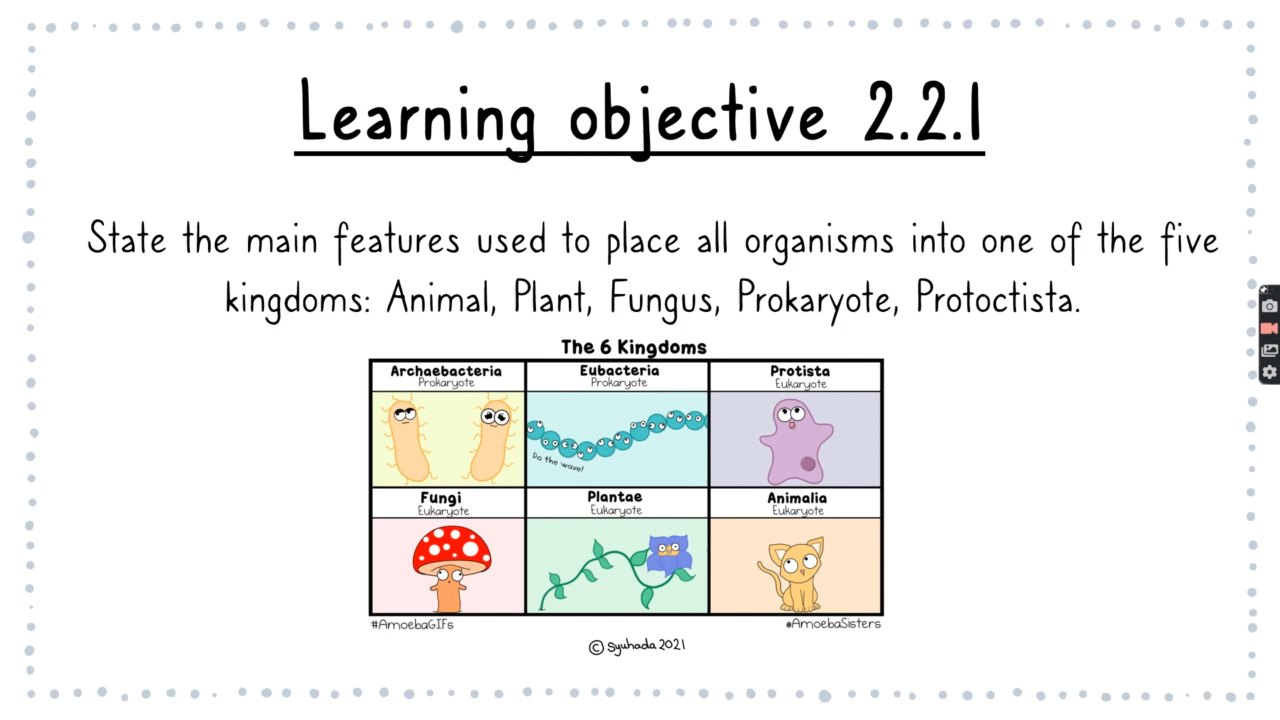 Learning objective 2.2.1
State the main features used to place all organisms into one of the five
kingdoms: Animal, Plant, Fungus, Prokaryote, Protoctista.
The 6 Kingdoms
Archaebacteria
Prokaryote
Eubacteria
Prokaryote
Protista
Eukaryote
Do the wave!
Fungi
Eukaryote
Plantae
Eukaryote
Animalia
Eukaryote
#AmoebaGIFs
@AmoebaSisters
© Syuhada 2021